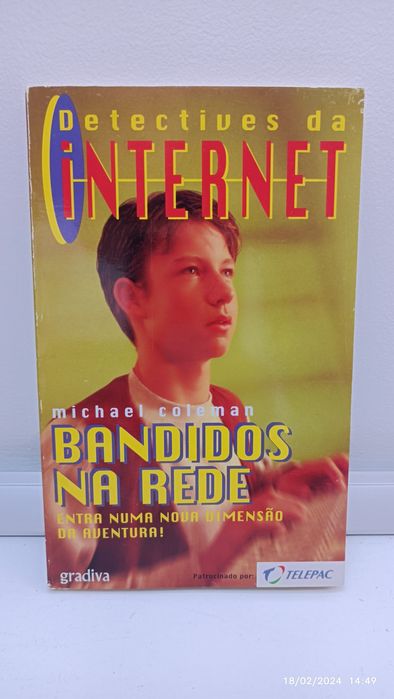 Detectives da
iNTERNET
michael coleman
BANDIDOS
NA REDE
ENTRA NUMA NOVA DIMENSÃO
DA AVENTURA!
gradiva
Patrocinado por:
TELEPAC
18/02/2024 14:49